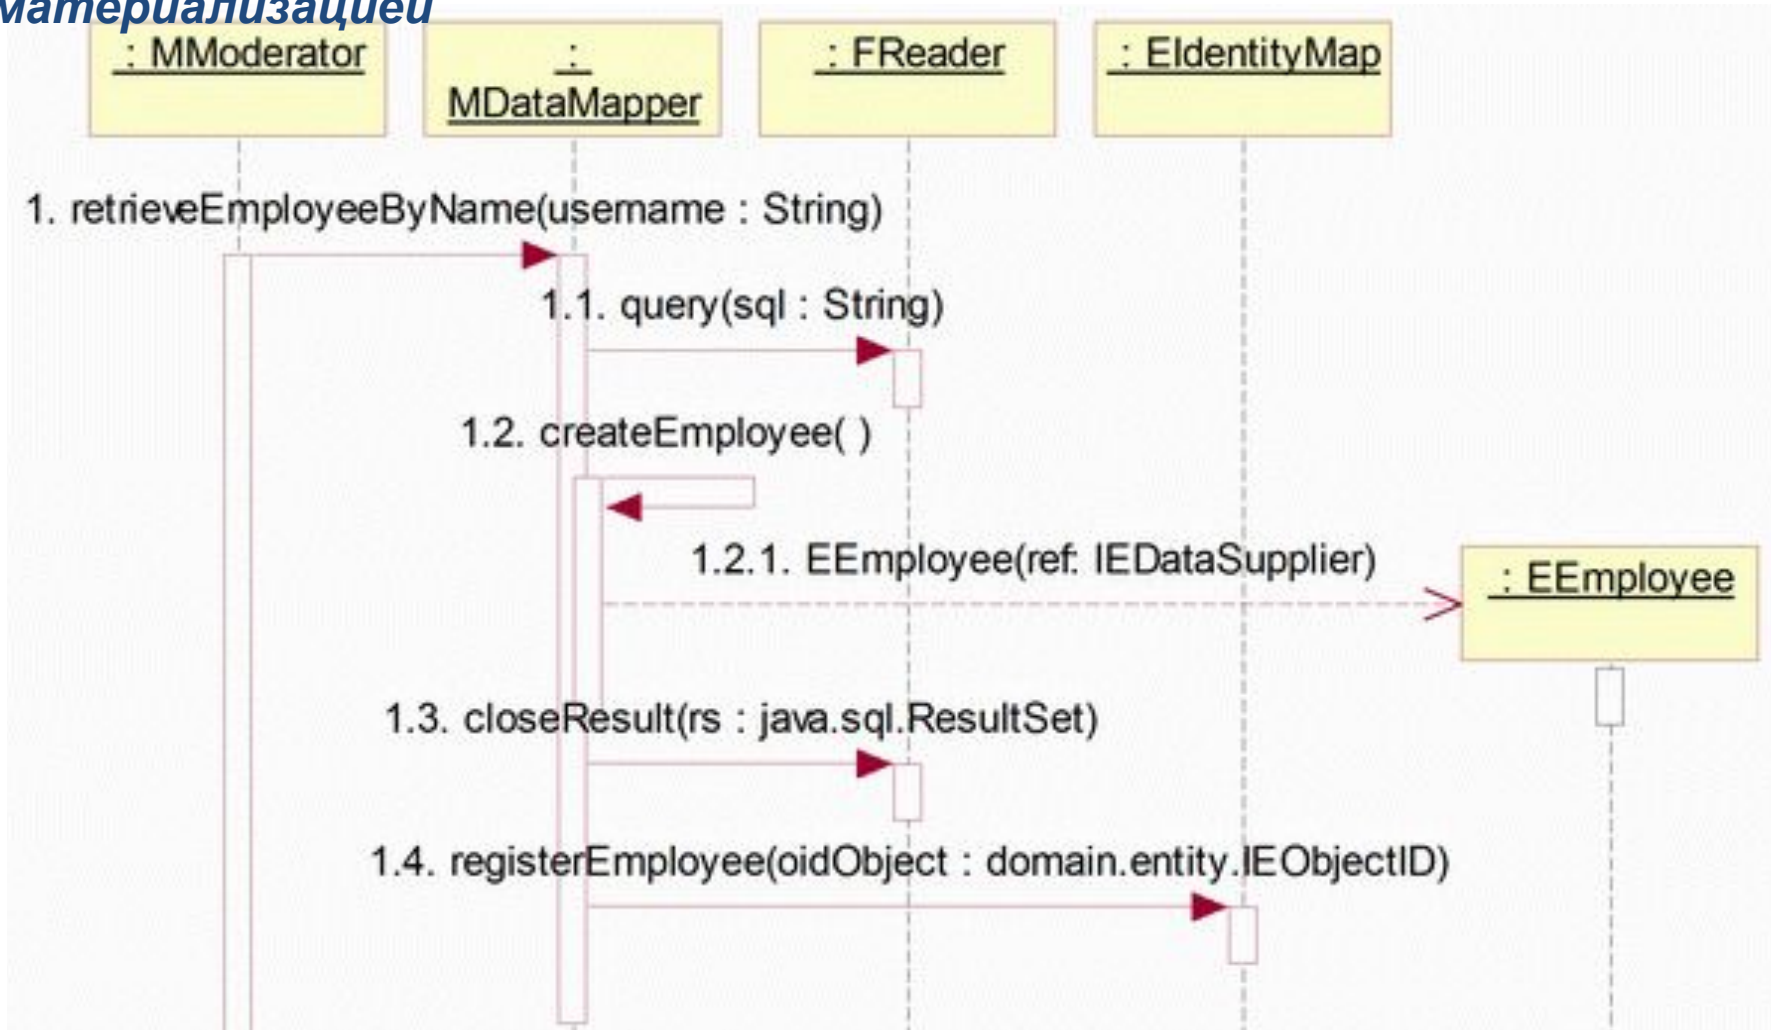 материализацией
: MModerator
:
MDataMapper
: FReader
: EIdentityMap
1. retrieveEmployeeByName(username : String)
1.1. query(sql : String)
1.2. createEmployee( )
1.2.1. EEmployee(ref: IEDataSupplier)
: EEmployee
1.3. closeResult(rs : java.sql.ResultSet)
1.4. registerEmployee(oidObject : domain.entity.IEObjectID)